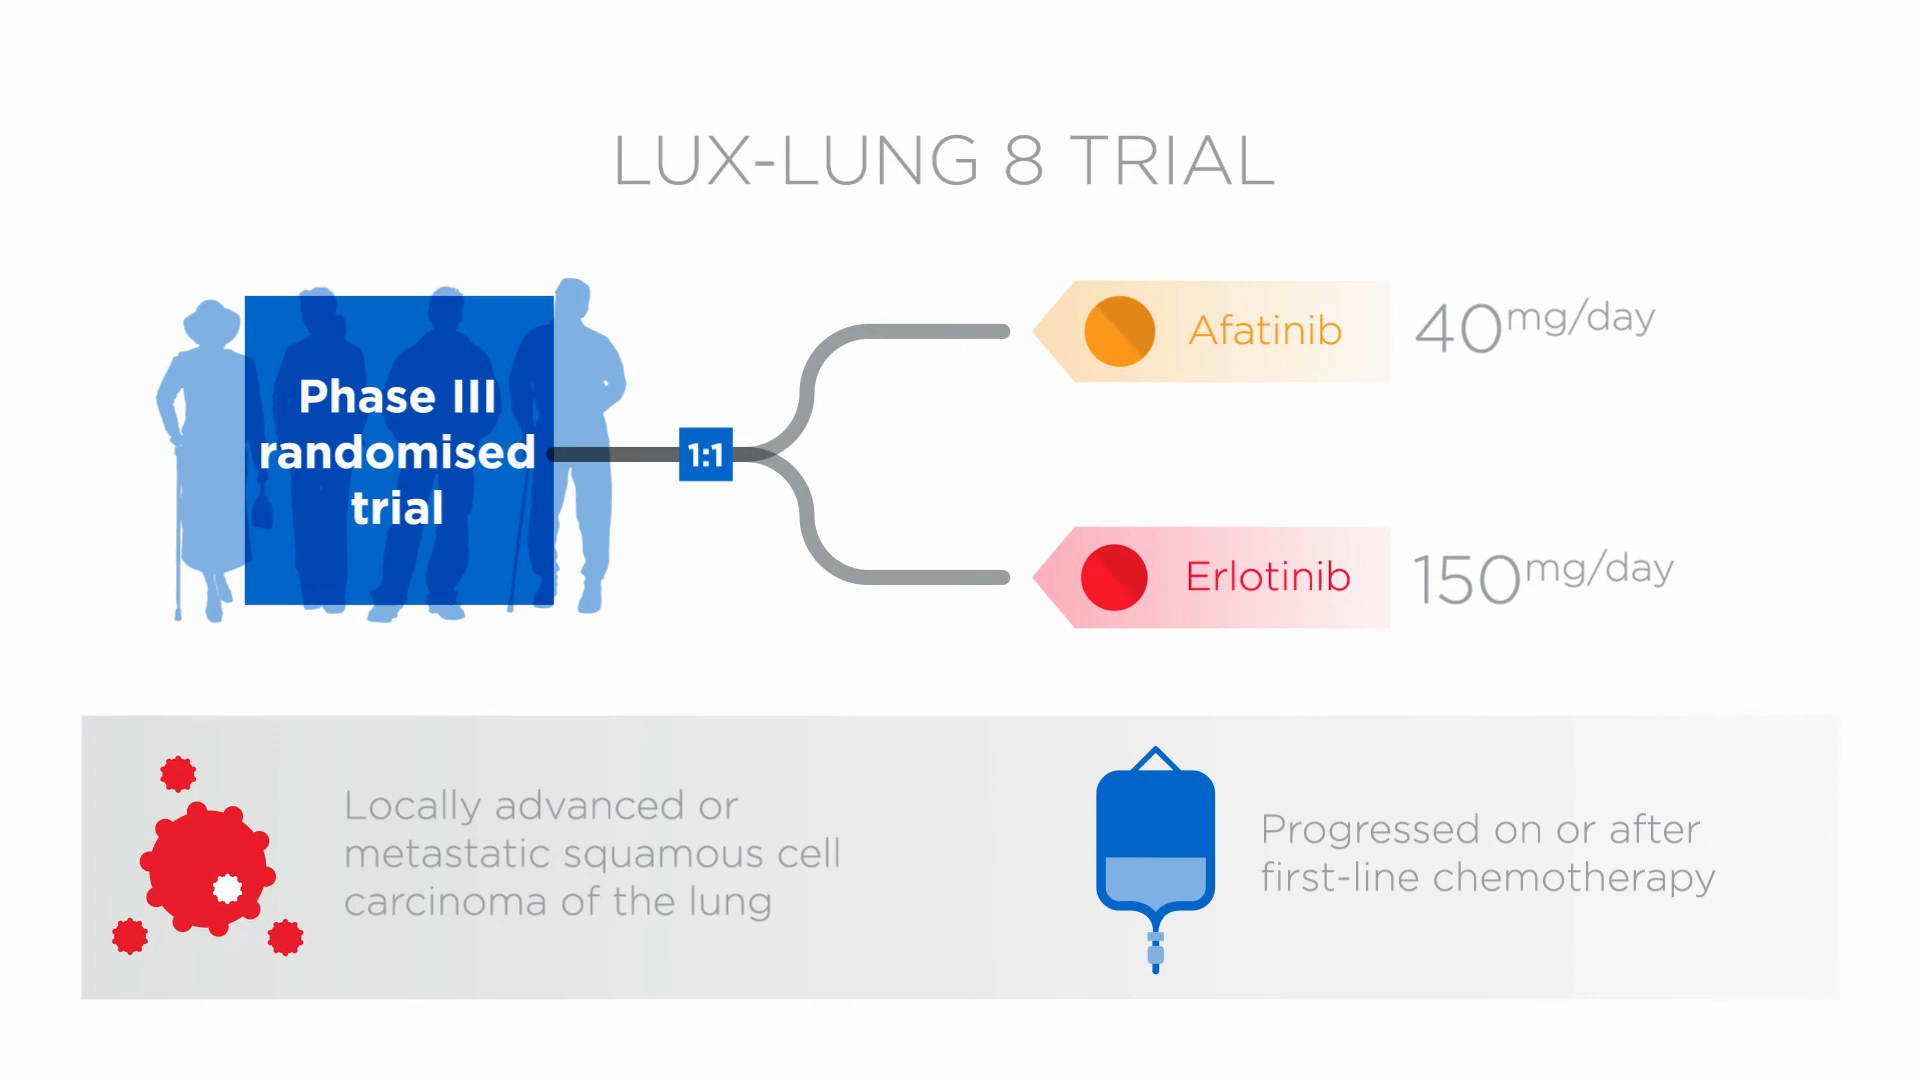 LUX-LUNG 8 TRIAL
Phase III
randomised
trial
1:1
Afatinib
40mg/day
Erlotinib
150mg/day
Locally advanced or
metastatic squamous cell
carcinoma of the lung
Progressed on or after
first-line chemotherapy